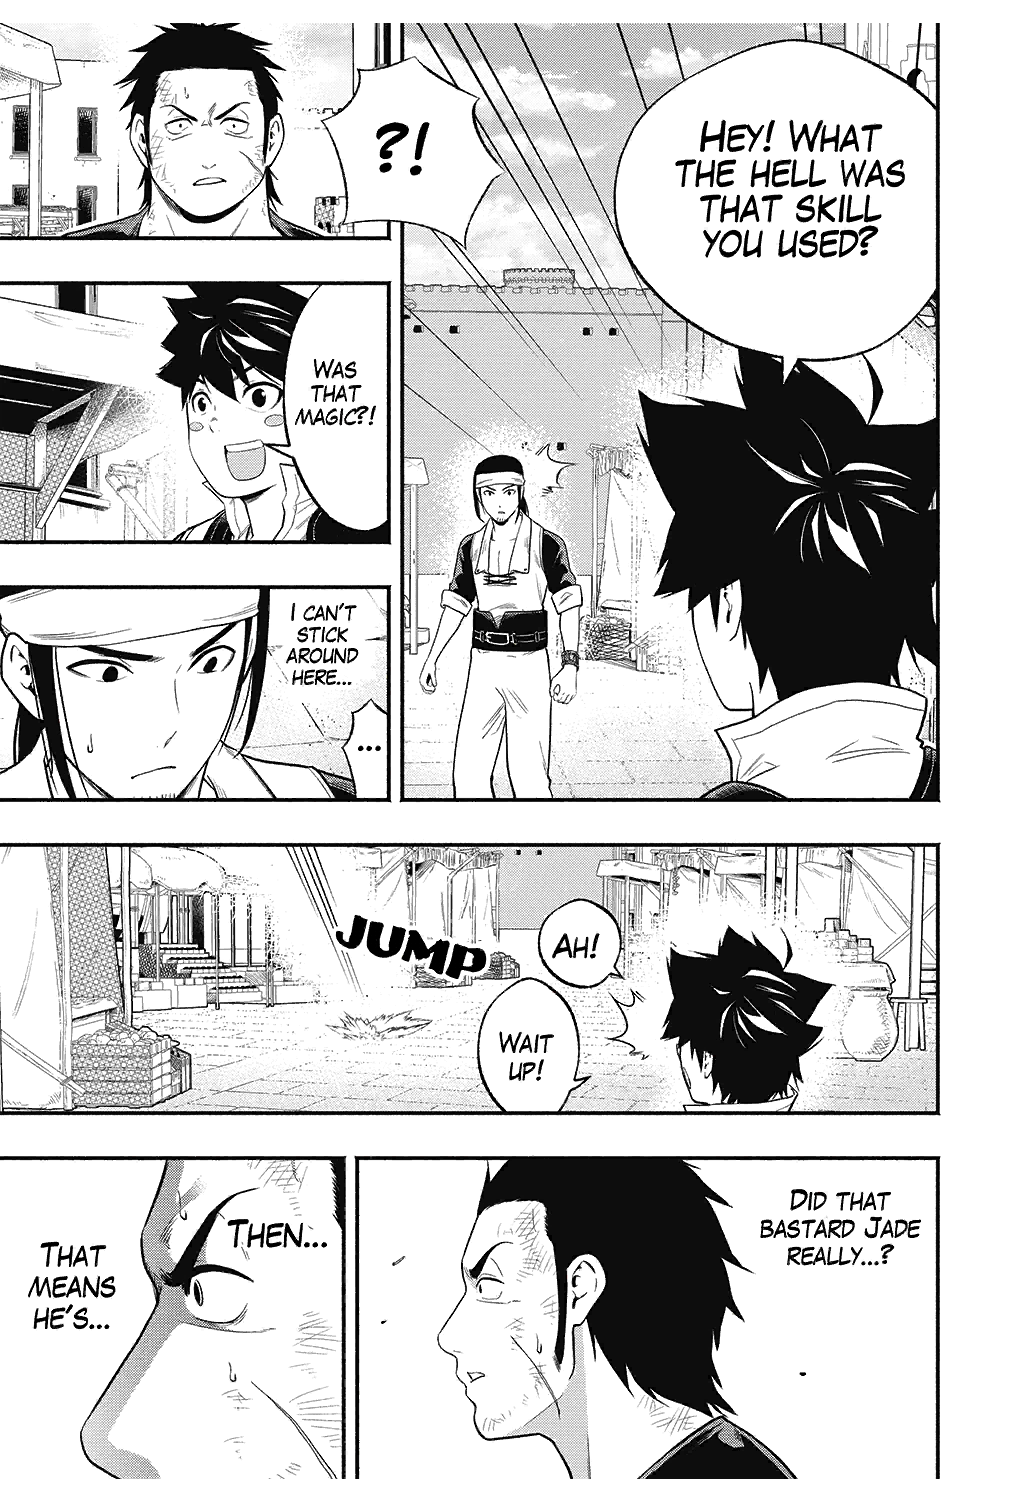 HEY! WHAT
THE HELL WAS
THAT SKILL
YOU USED?
?!
WAS
THAT
MAGIC?!
I CAN'T
STICK
AROUND
HERE...
...
JUMP
AH!
WAIT
UP!
DID THAT
BASTARD JADE
REALLY...?
THEN...
THAT
MEANS
HE'S...